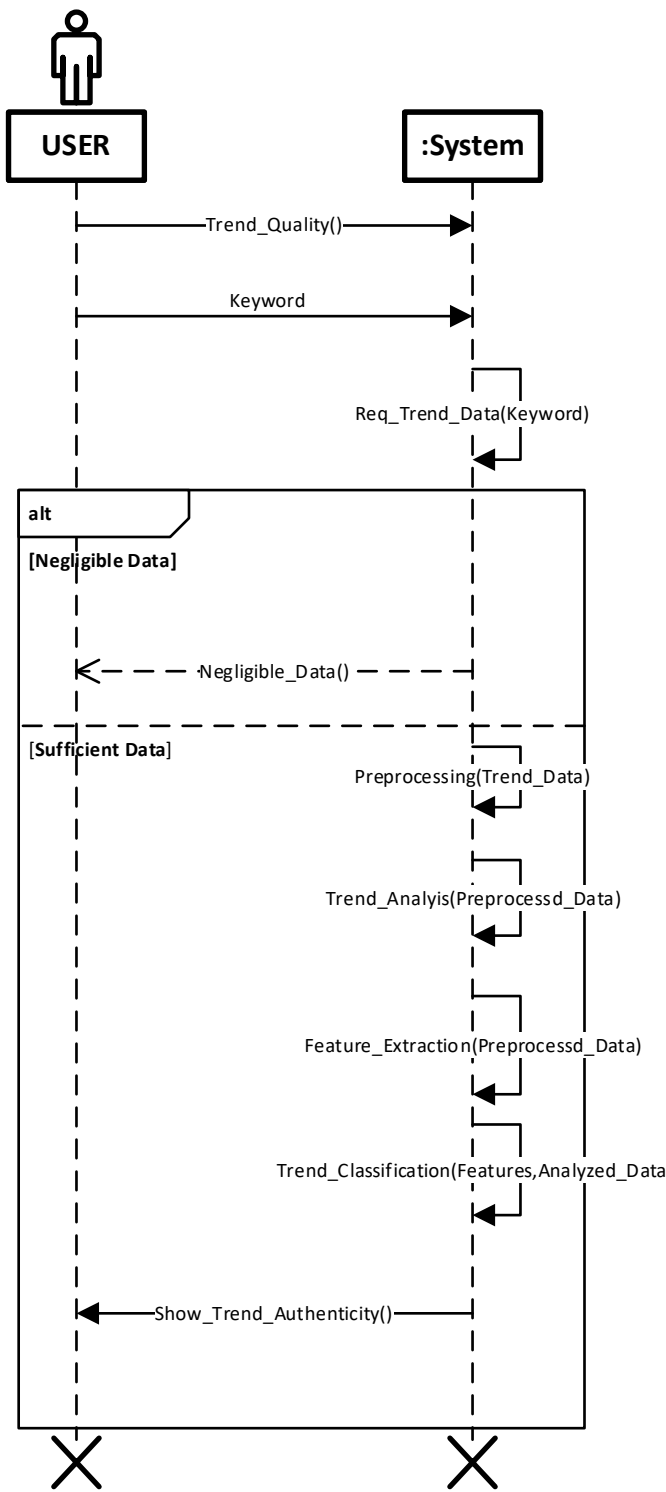 USER
:System
Trend_Quality()
Keyword
Req_Trend_Data(Keyword)
alt
[Negligible Data]
Negligible_Data()
[Sufficient Data]
Preprocessing(Trend_Data)
Trend_Analyis(Preprocessd_Data)
Feature_Extraction(Preprocessd_Data)
Trend_Classification(Features,Analyzed_Data
Show_Trend_Authenticity()